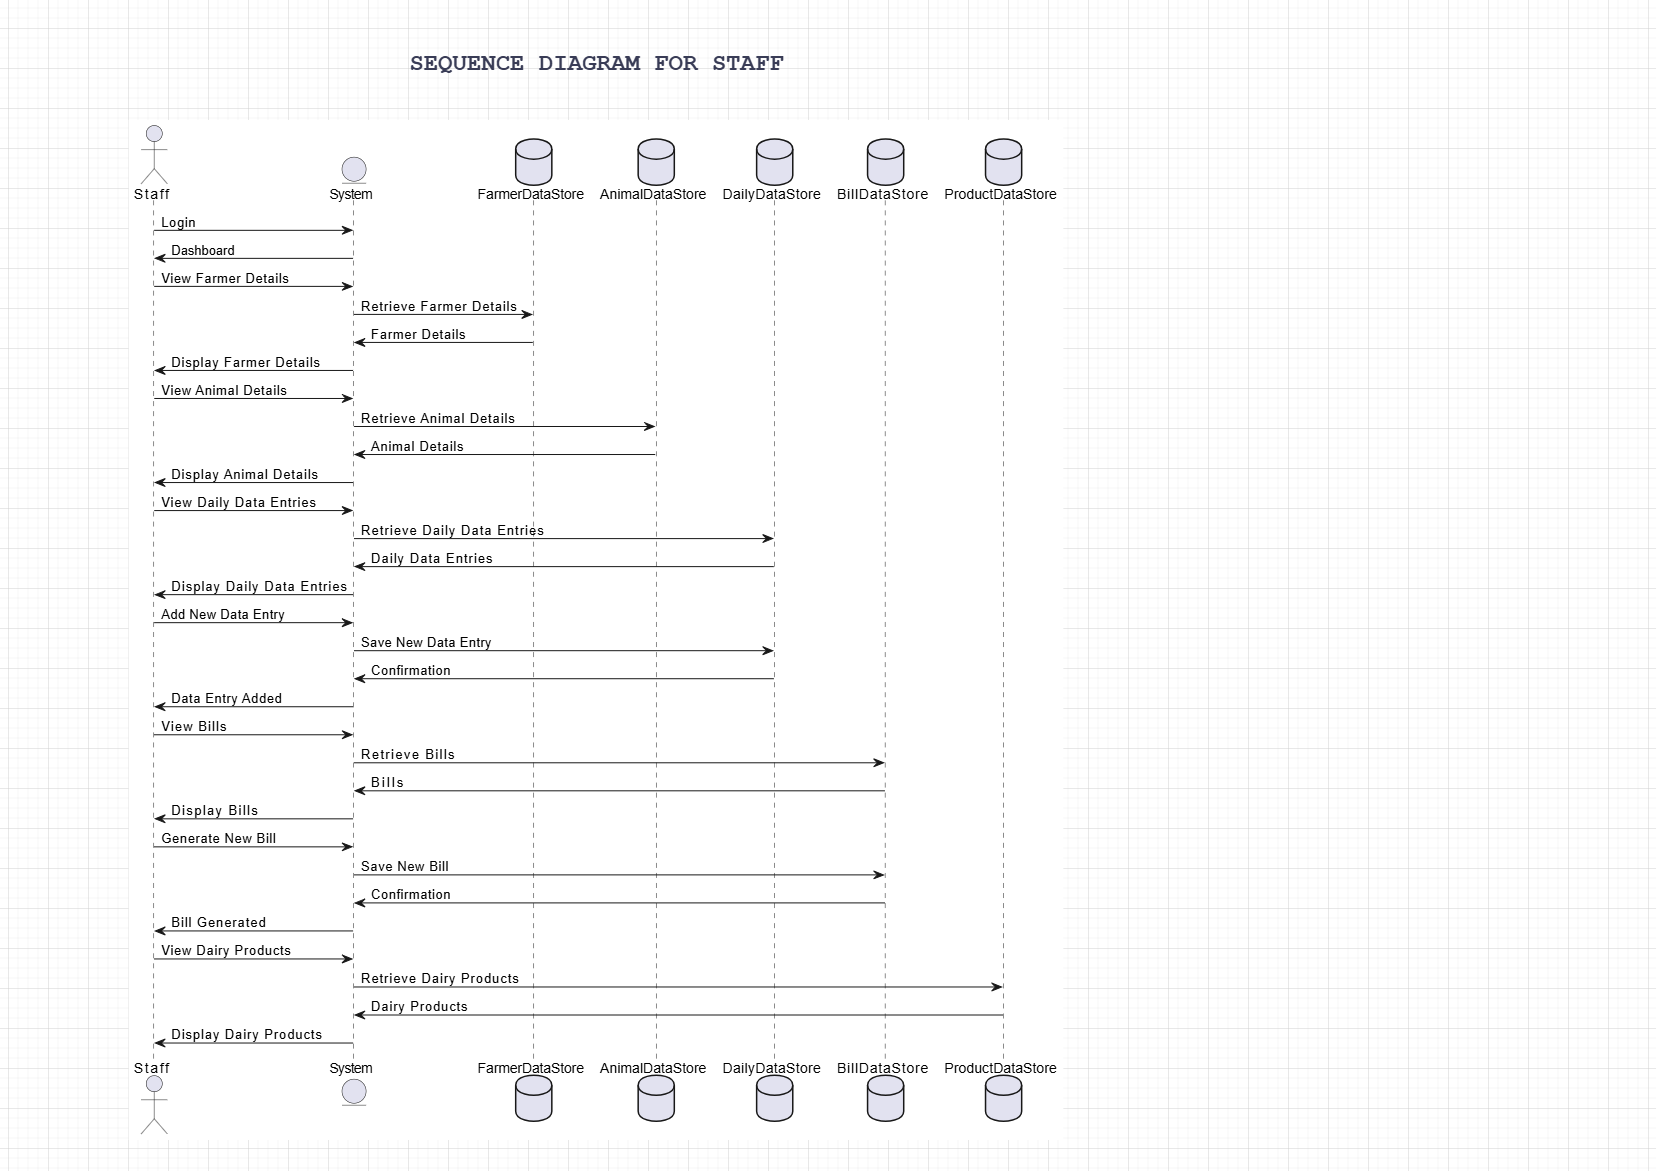 SEQUENCE DIAGRAM FOR STAFF
Staff System FarmerDataStore AnimalDataStore DailyDataStore BillDataStore ProductDataStore
Login
Dashboard
View Farmer Details
Retrieve Farmer Details
Farmer Details
Display Farmer Details
View Animal Details
Retrieve Animal Details
Animal Details
Display Animal Details
View Daily Data Entries
Retrieve Daily Data Entries
Daily Data Entries
Display Daily Data Entries
Add New Data Entry
Save New Data Entry
Confirmation
Data Entry Added
View Bills
Retrieve Bills
Bills
Display Bills
Generate New Bill
Save New Bill
Confirmation
Bill Generated
View Dairy Products
Retrieve Dairy Products
Dairy Products
Display Dairy Products
Staff System FarmerDataStore AnimalDataStore DailyDataStore BillDataStore ProductDataStore